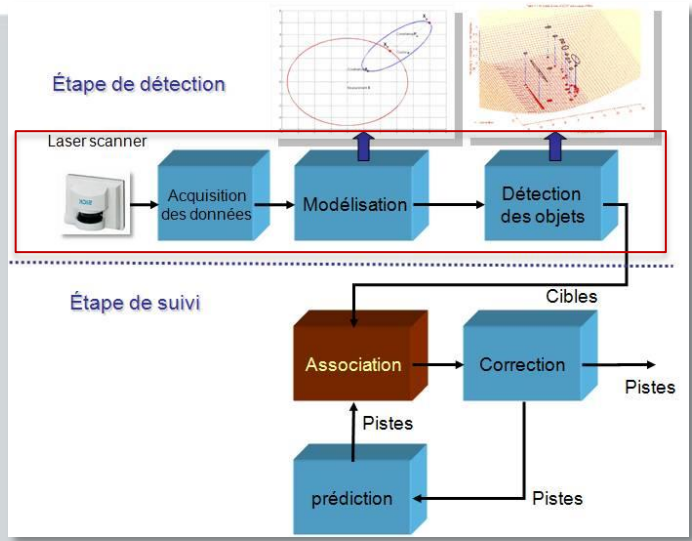 Étape de détection
Laser scanner
SICK
Acquisition
des données
Modélisation
Détection
des objets
Étape de suivi
Cibles
Association
Correction
Pistes
Pistes
prédiction
Pistes